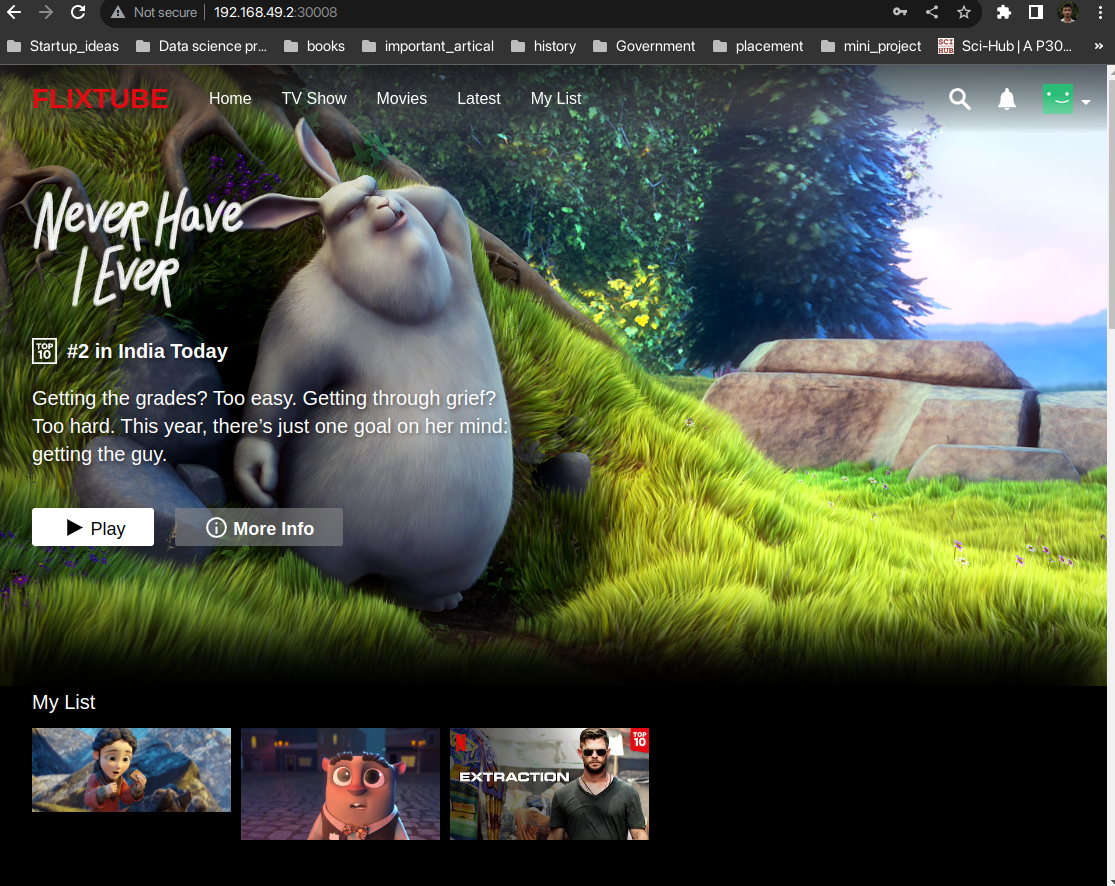 Not secure 192.168.49.2:30008
Startup_ideas Data science pr... books important_artical history Government placement mini_project SCI HUB Sci-Hub | A P30... »
FLIXTUBE Home TV Show Movies Latest My List
NEVER HAVE
I EVER
TOP 10 #2 in India Today
Getting the grades? Too easy. Getting through grief?
Too hard. This year, there’s just one goal on her mind:
getting the guy.
Play More Info
My List
N TOP 10
EXTRACTION